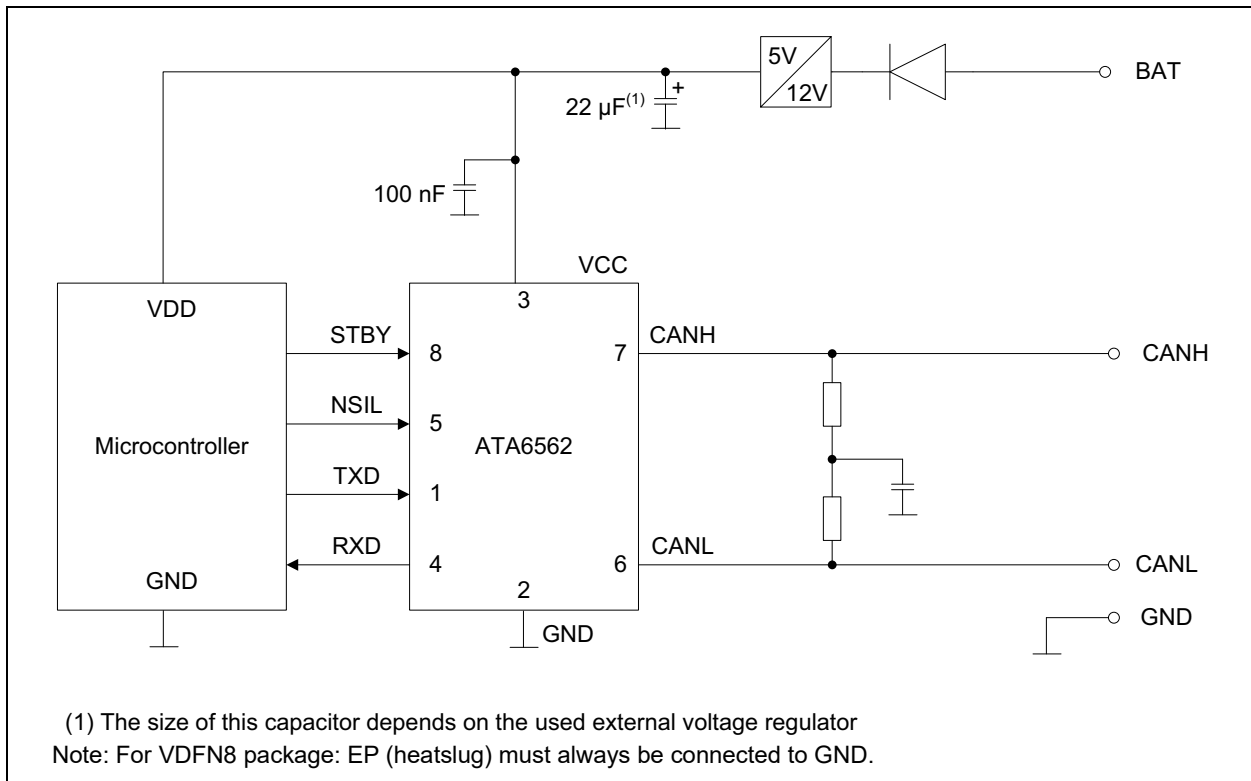 5V
12V
BAT
22 µF(1)
+
100 nF
VCC
VDD
3
STBY
8
7
CANH
CANH
NSIL
5
Microcontroller
ATA6562
TXD
1
RXD
4
6
CANL
CANL
GND
2
GND
GND
(1) The size of this capacitor depends on the used external voltage regulator
Note: For VDFN8 package: EP (heatslug) must always be connected to GND.